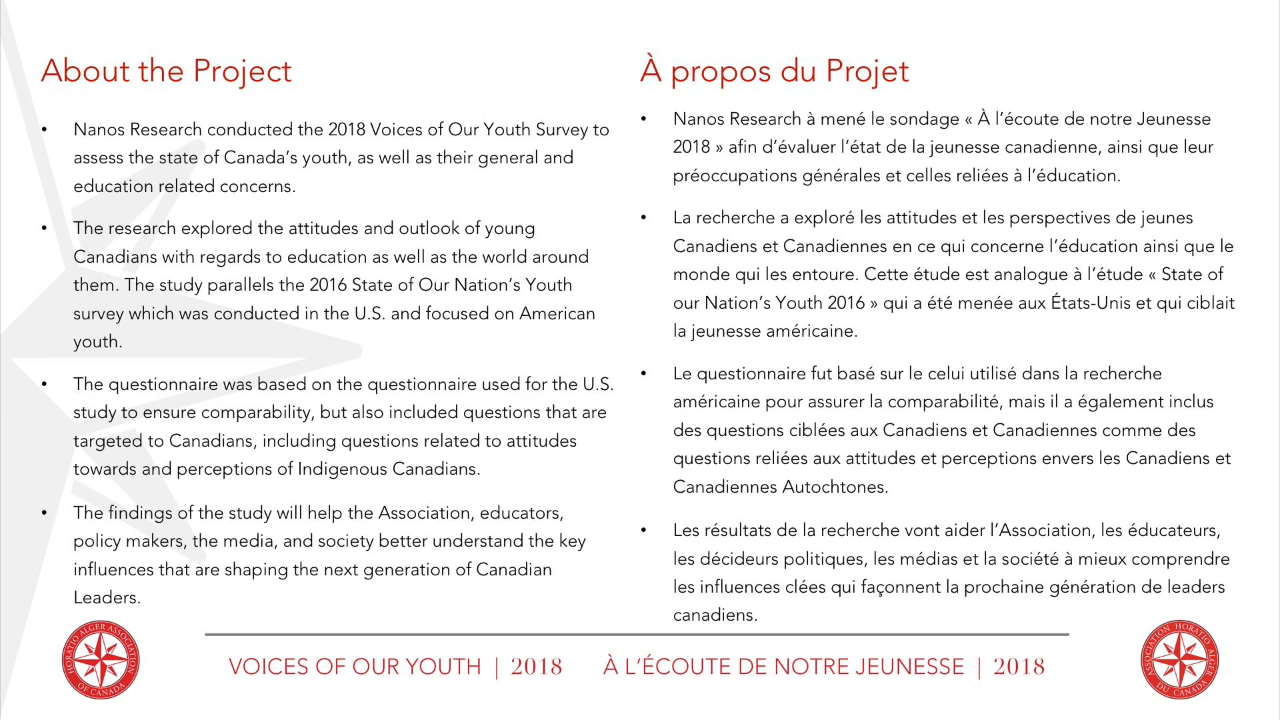 About the Project
• Nanos Research conducted the 2018 Voices of Our Youth Survey to
assess the state of Canada's youth, as well as their general and
education related concerns.
• The research explored the attitudes and outlook of young
Canadians with regards to education as well as the world around
them. The study parallels the 2016 State of Our Nation's Youth
survey which was conducted in the U.S. and focused on American
youth.
• The questionnaire was based on the questionnaire used for the U.S.
study to ensure comparability, but also included questions that are
targeted to Canadians, including questions related to attitudes
towards and perceptions of Indigenous Canadians.
• The findings of the study will help the Association, educators,
policy makers, the media, and society better understand the key
influences that are shaping the next generation of Canadian
Leaders.
À propos du Projet
• Nanos Research à mené le sondage « À l'écoute de notre Jeunesse
2018 » afin d'évaluer l'état de la jeunesse canadienne, ainsi que leur
préoccupations générales et celles reliées à l'éducation.
• La recherche a exploré les attitudes et les perspectives de jeunes
Canadiens et Canadiennes en ce qui concerne l'éducation ainsi que le
monde qui les entoure. Cette étude est analogue à l'étude « State of
our Nation's Youth 2016 » qui a été menée aux États-Unis et qui ciblait
la jeunesse américaine.
• Le questionnaire fut basé sur le celui utilisé dans la recherche
américaine pour assurer la comparabilité, mais il a également inclus
des questions ciblées aux Canadiens et Canadiennes comme des
questions reliées aux attitudes et perceptions envers les Canadiens et
Canadiennes Autochtones.
• Les résultats de la recherche vont aider l'Association, les éducateurs,
les décideurs politiques, les médias et la société à mieux comprendre
les influences clées qui façonnent la prochaine génération de leaders
canadiens.
HORATIO ALGER ASSOCIATION
OF CANADA
VOICES OF OUR YOUTH | 2018
À L'ÉCOUTE DE NOTRE JEUNESSE | 2018
ASSOCIATION HORATIO ALGER
DU CANADA